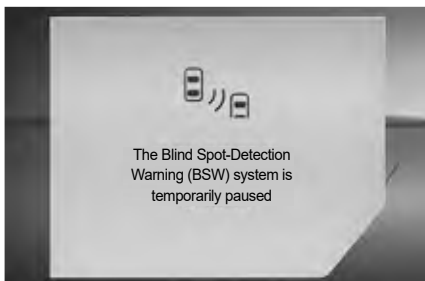 The Blind Spot-Detection
Warning (BSW) system is
temporarily paused